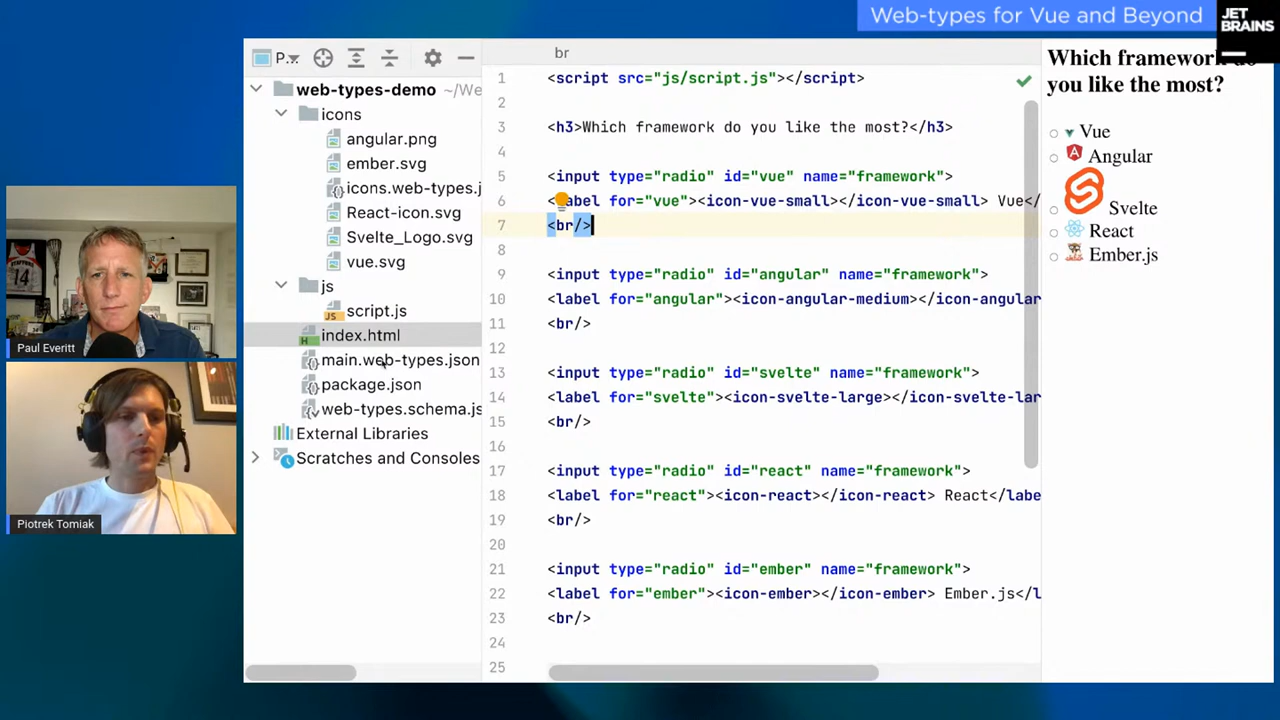 Web-types for Vue and Beyond
JET
BRAINS
P..
web-types-demo ~/We
icons
angular.png
ember.svg
icons.web-types.j
React-icon.svg
Svelte_Logo.svg
vue.svg
js
script.js
index.html
main.web-types.json
package.json
web-types.schema.js
External Libraries
Scratches and Consoles
br
1 <script src="js/script.js"></script>
2
3 <h3>Which framework do you like the most?</h3>
4
5 <input type="radio" id="vue" name="framework">
6 <label for="vue"><icon-vue-small></icon-vue-small> Vue</
7 <br/>
8
9 <input type="radio" id="angular" name="framework">
10 <label for="angular"><icon-angular-medium></icon-angular
11 <br/>
12
13 <input type="radio" id="svelte" name="framework">
14 <label for="svelte"><icon-svelte-large></icon-svelte-lar
15 <br/>
16
17 <input type="radio" id="react" name="framework">
18 <label for="react"><icon-react></icon-react> React</labe
19 <br/>
20
21 <input type="radio" id="ember" name="framework">
22 <label for="ember"><icon-ember></icon-ember> Ember.js</l
23 <br/>
24
25
Which framework do
you like the most?
Vue
Angular
Svelte
React
Ember.js
14
Paul Everitt
Piotrek Tomiak